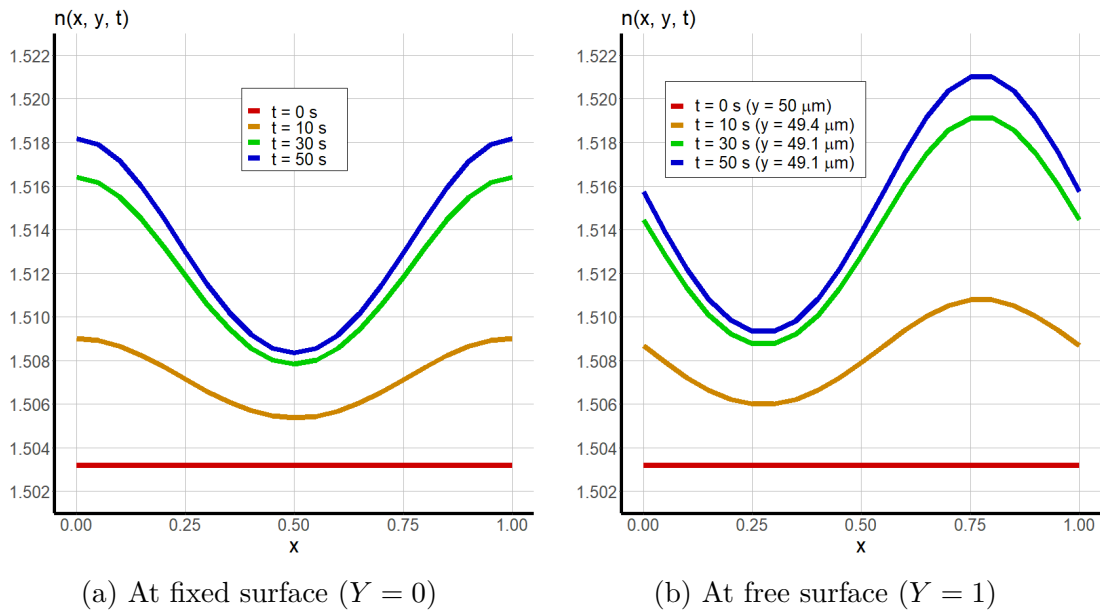 n(x, y, t)
1.522
1.520
1.518
1.516
1.514
1.512
1.510
1.508
1.506
1.504
1.502
t = 0 s
t = 10 s
t = 30 s
t = 50 s
0.00 0.25 0.50 0.75 1.00
x
(a) At fixed surface (Y = 0)
n(x, y, t)
1.522
1.520
1.518
1.516
1.514
1.512
1.510
1.508
1.506
1.504
1.502
t = 0 s (y = 50 μm)
t = 10 s (y = 49.4 μm)
t = 30 s (y = 49.1 μm)
t = 50 s (y = 49.1 μm)
0.00 0.25 0.50 0.75 1.00
x
(b) At free surface (Y = 1)